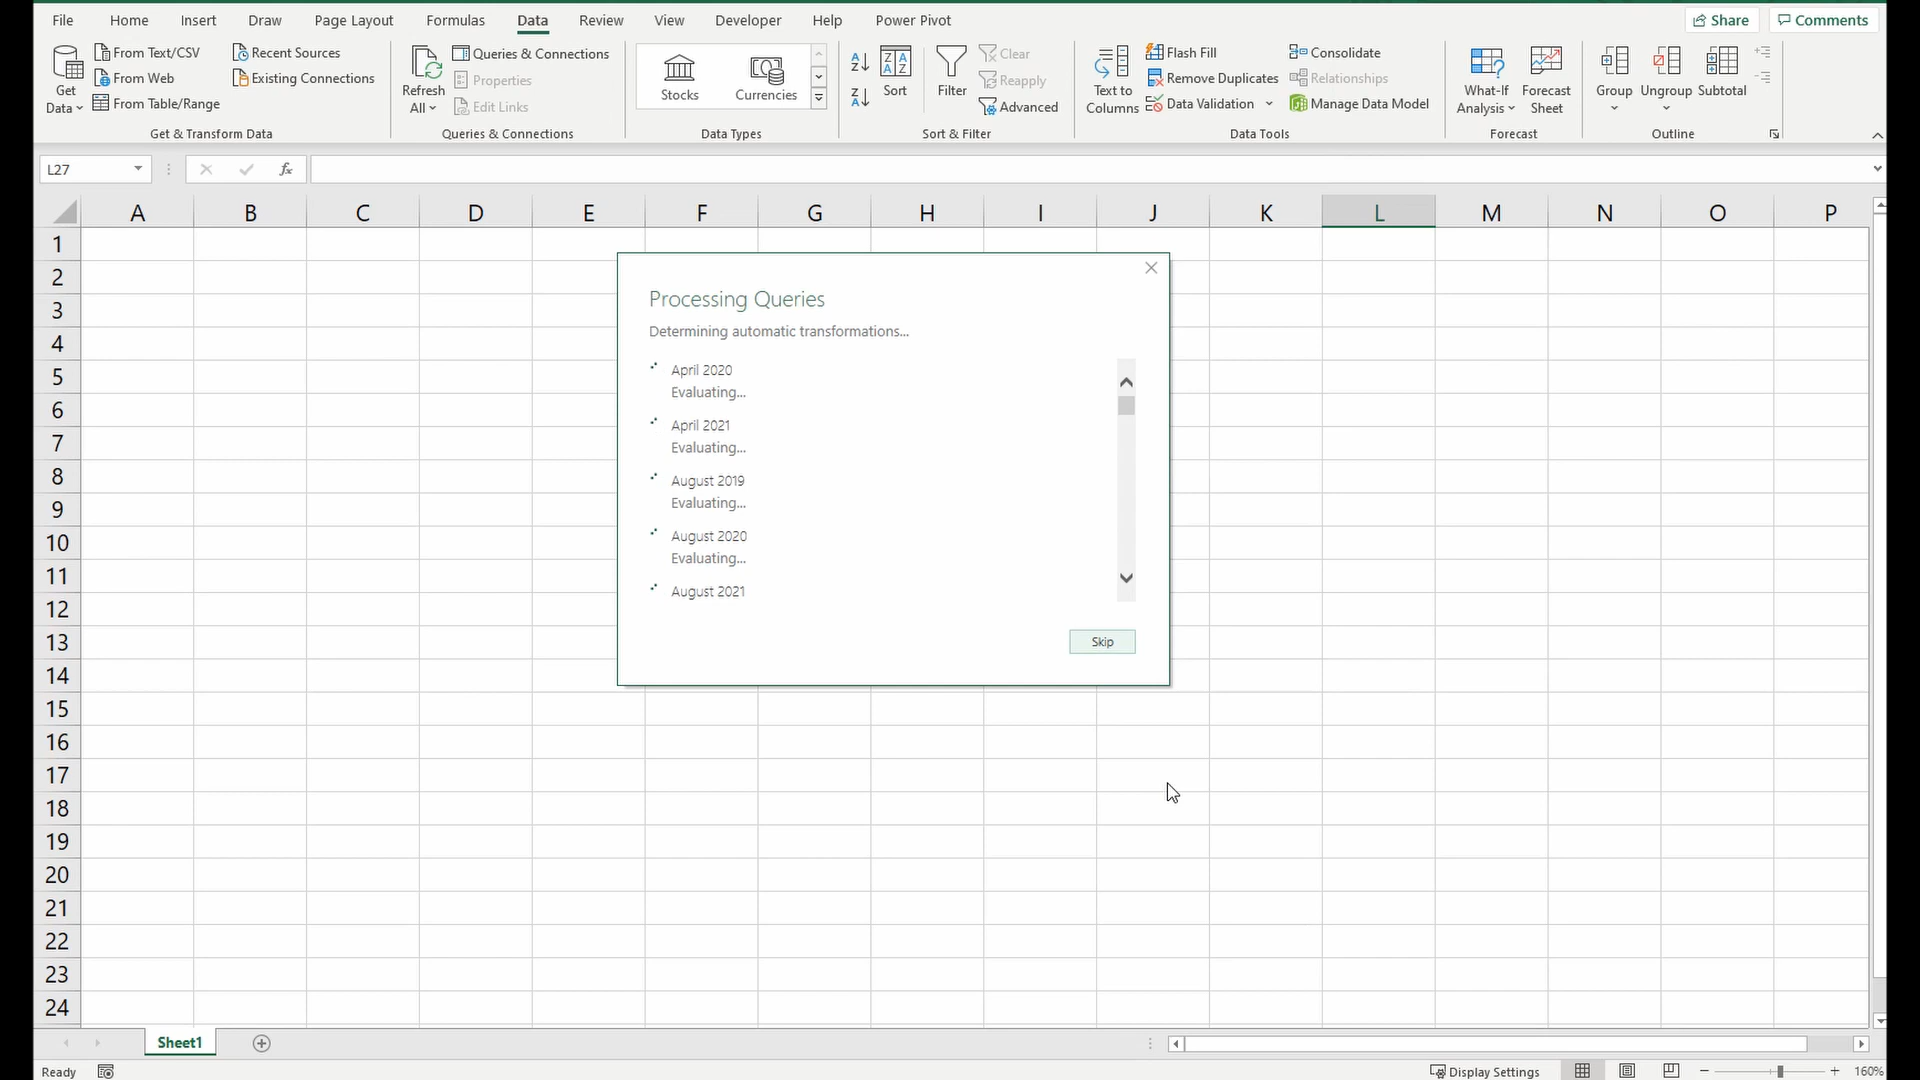 File Home Insert Draw Page Layout Formulas Data Review View Developer Help Power Pivot Share Comments
Get Data
From Text/CSV
From Web
From Table/Range
Recent Sources
Existing Connections
Get & Transform Data
Refresh All
Queries & Connections
Properties
Edit Links
Queries & Connections
Stocks
Currencies
Data Types
Sort
Filter
Clear
Reapply
Advanced
Sort & Filter
Text to Columns
Flash Fill
Remove Duplicates
Data Validation
Consolidate
Relationships
Manage Data Model
Data Tools
What-If Analysis
Forecast Sheet
Forecast
Group
Ungroup
Subtotal
Outline
L27
fx
A B C D E F G H I J K L M N O P
1
2
3
4
5
6
7
8
9
10
11
12
13
14
15
16
17
18
19
20
21
22
23
24
Processing Queries
Determining automatic transformations...
April 2020
Evaluating...
April 2021
Evaluating...
August 2019
Evaluating...
August 2020
Evaluating...
August 2021
Skip
Sheet1
Ready
Display Settings
160%